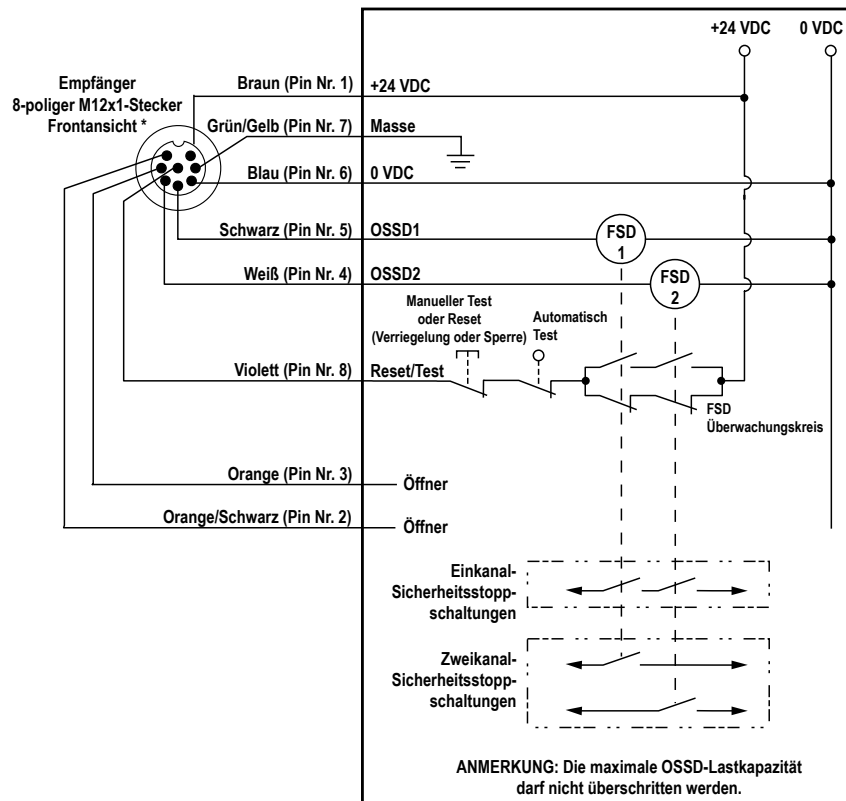 +24 VDC
0 VDC
Empfänger
8-poliger M12x1-Stecker
Frontansicht *
Braun (Pin Nr. 1)
+24 VDC
Grün/Gelb (Pin Nr. 7)
Masse
Blau (Pin Nr. 6)
0 VDC
Schwarz (Pin Nr. 5)
OSSD1
FSD
1
Weiß (Pin Nr. 4)
OSSD2
FSD
2
Manueller Test
oder Reset
(Verriegelung oder Sperre)
Automatisch
Test
Violett (Pin Nr. 8)
Reset/Test
FSD
Überwachungskreis
Orange (Pin Nr. 3)
Öffner
Orange/Schwarz (Pin Nr. 2)
Öffner
Einkanal-
Sicherheitsstopp-
schaltungen
Zweikanal-
Sicherheitsstopp-
schaltungen
ANMERKUNG: Die maximale OSSD-Lastkapazität
darf nicht überschritten werden.